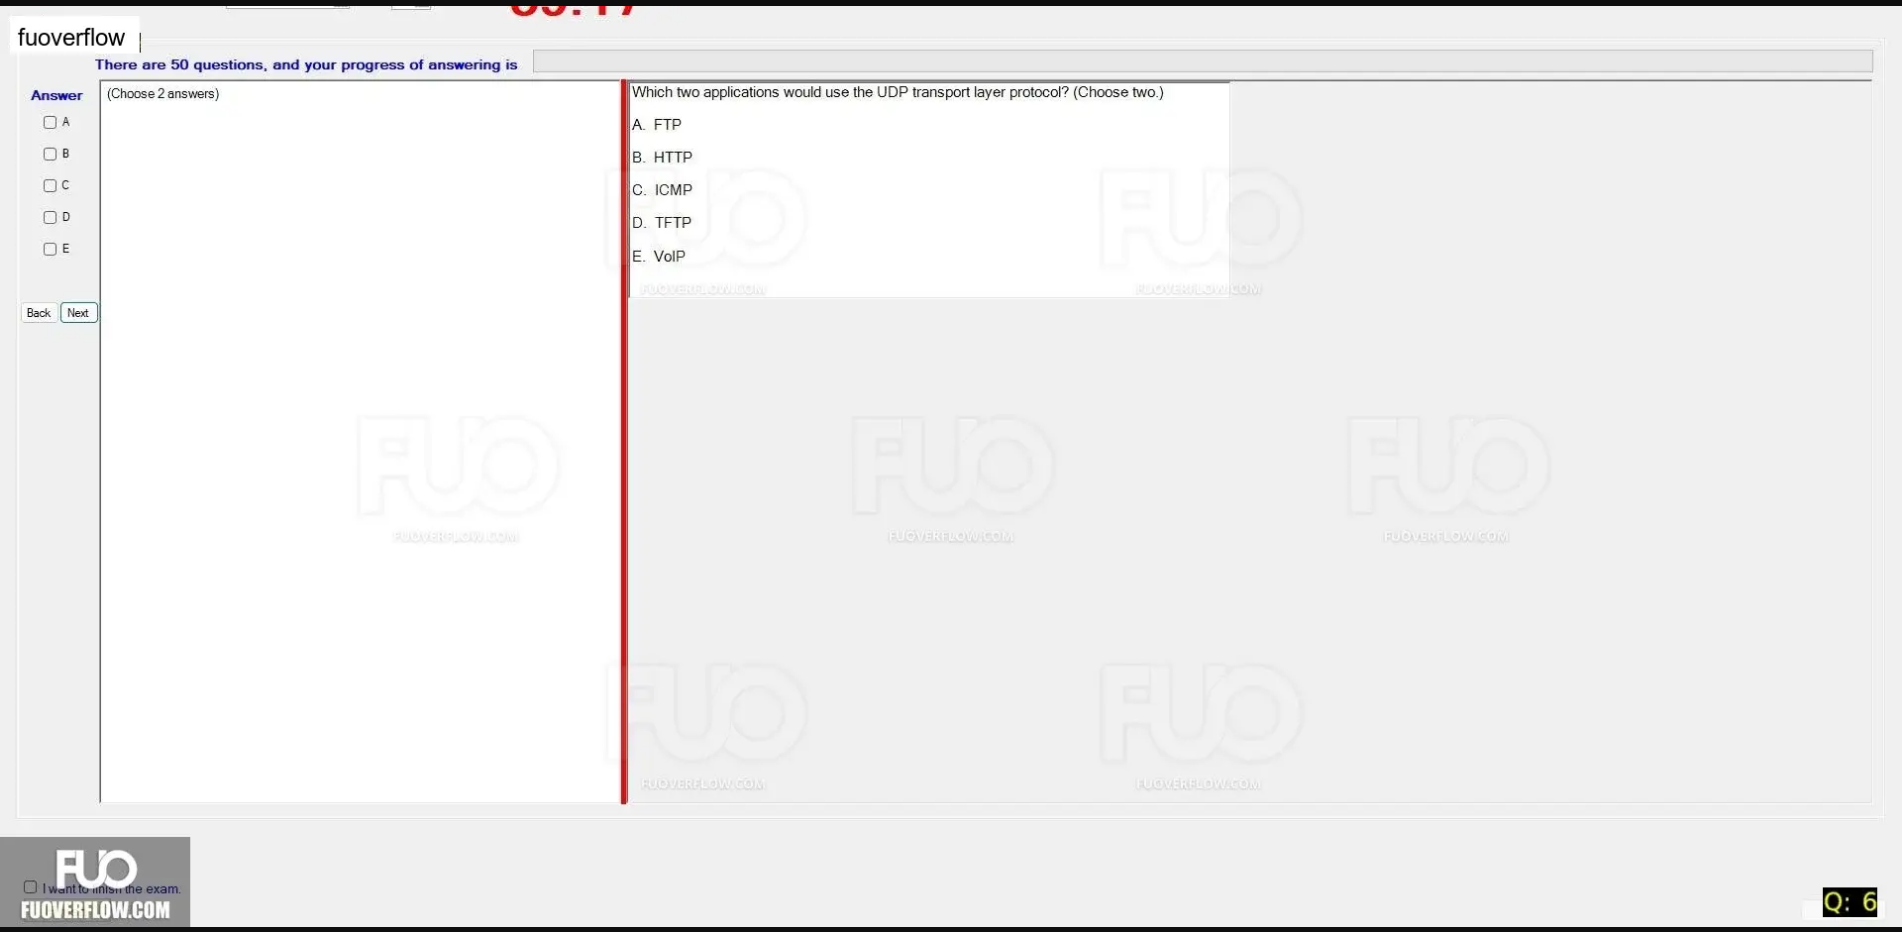 fuoverflow
There are 50 questions, and your progress of answering is
Answer
(Choose 2 answers)
A
B
C
D
E
Back Next
Which two applications would use the UDP transport layer protocol? (Choose two.)
A. FTP
B. HTTP
C. ICMP
D. TFTP
E. VoIP
FUO
FUOVERFLOW.COM
FUO
FUOVERFLOW.COM
FUO
FUOVERFLOW.COM
FUO
FUOVERFLOW.COM
FUO
FUOVERFLOW.COM
FUO
FUOVERFLOW.COM
FUO
FUOVERFLOW.COM
FUO
I want to finish the exam.
FUOVERFLOW.COM
Q: 6